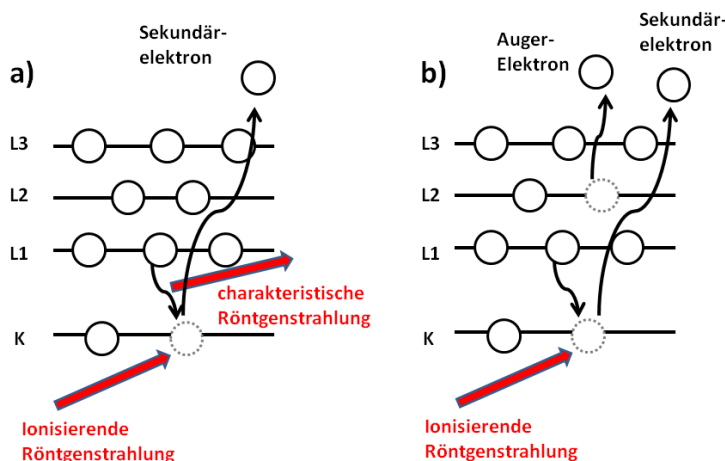 a)
Sekundär-
elektron
L3
L2
L1
K
charakteristische
Röntgenstrahlung
Ionisierende
Röntgenstrahlung
b)
Auger-
Elektron
Sekundär-
elektron
L3
L2
L1
K
Ionisierende
Röntgenstrahlung